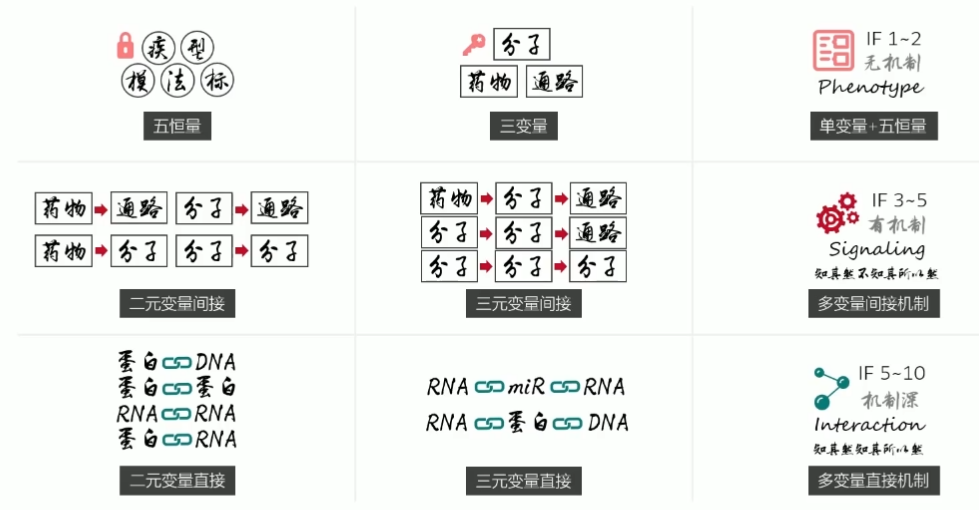 疾 型
模 法 标
五恒量
分子
药物 通路
三变量
IF 1~2
无机制
Phenotype
单变量+五恒量
药物 通路 分子 通路
药物 分子 分子 分子
二元变量间接
药物 分子 通路
分子 分子 通路
分子 分子 分子
三元变量间接
IF 3~5
有机制
Signaling
知其然不知其所以然
多变量间接机制
蛋白 DNA
蛋白 蛋白
RNA RNA
蛋白 RNA
二元变量直接
RNA miR RNA
RNA 蛋白 DNA
三元变量直接
IF 5~10
机制深
Interaction
知其然知其所以然
多变量直接机制